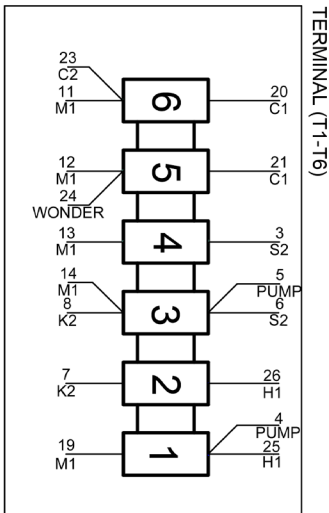 TERMINAL (T1-T6)
23
C2
11
M1
6
20
C1
12
M1
24
WONDER
5
21
C1
13
M1
4
3
S2
14
M1
8
K2
3
5
PUMP
6
S2
7
K2
2
26
H1
19
M1
1
4
PUMP
25
H1